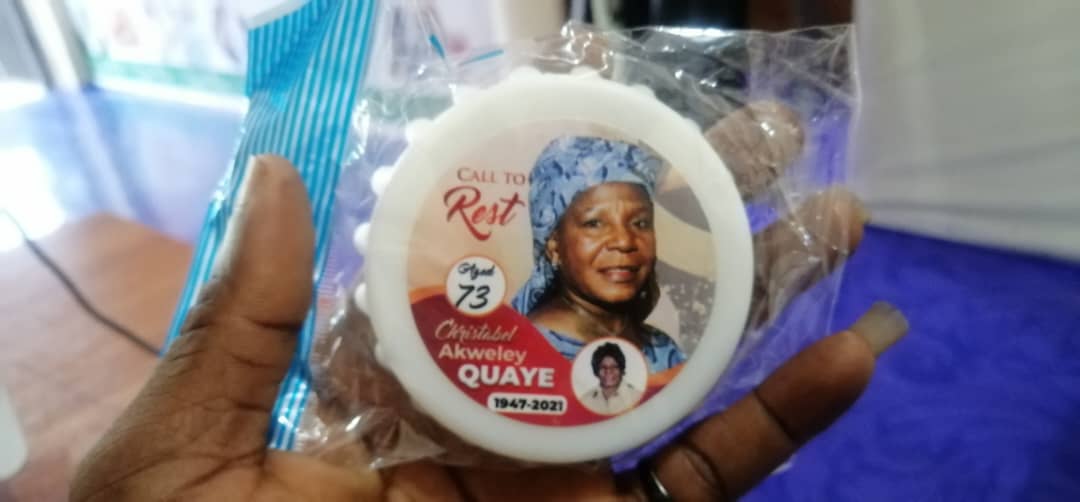 CALL TO
Rest
Aged
73
Christabel
Akweley
QUAYE
1947-2021